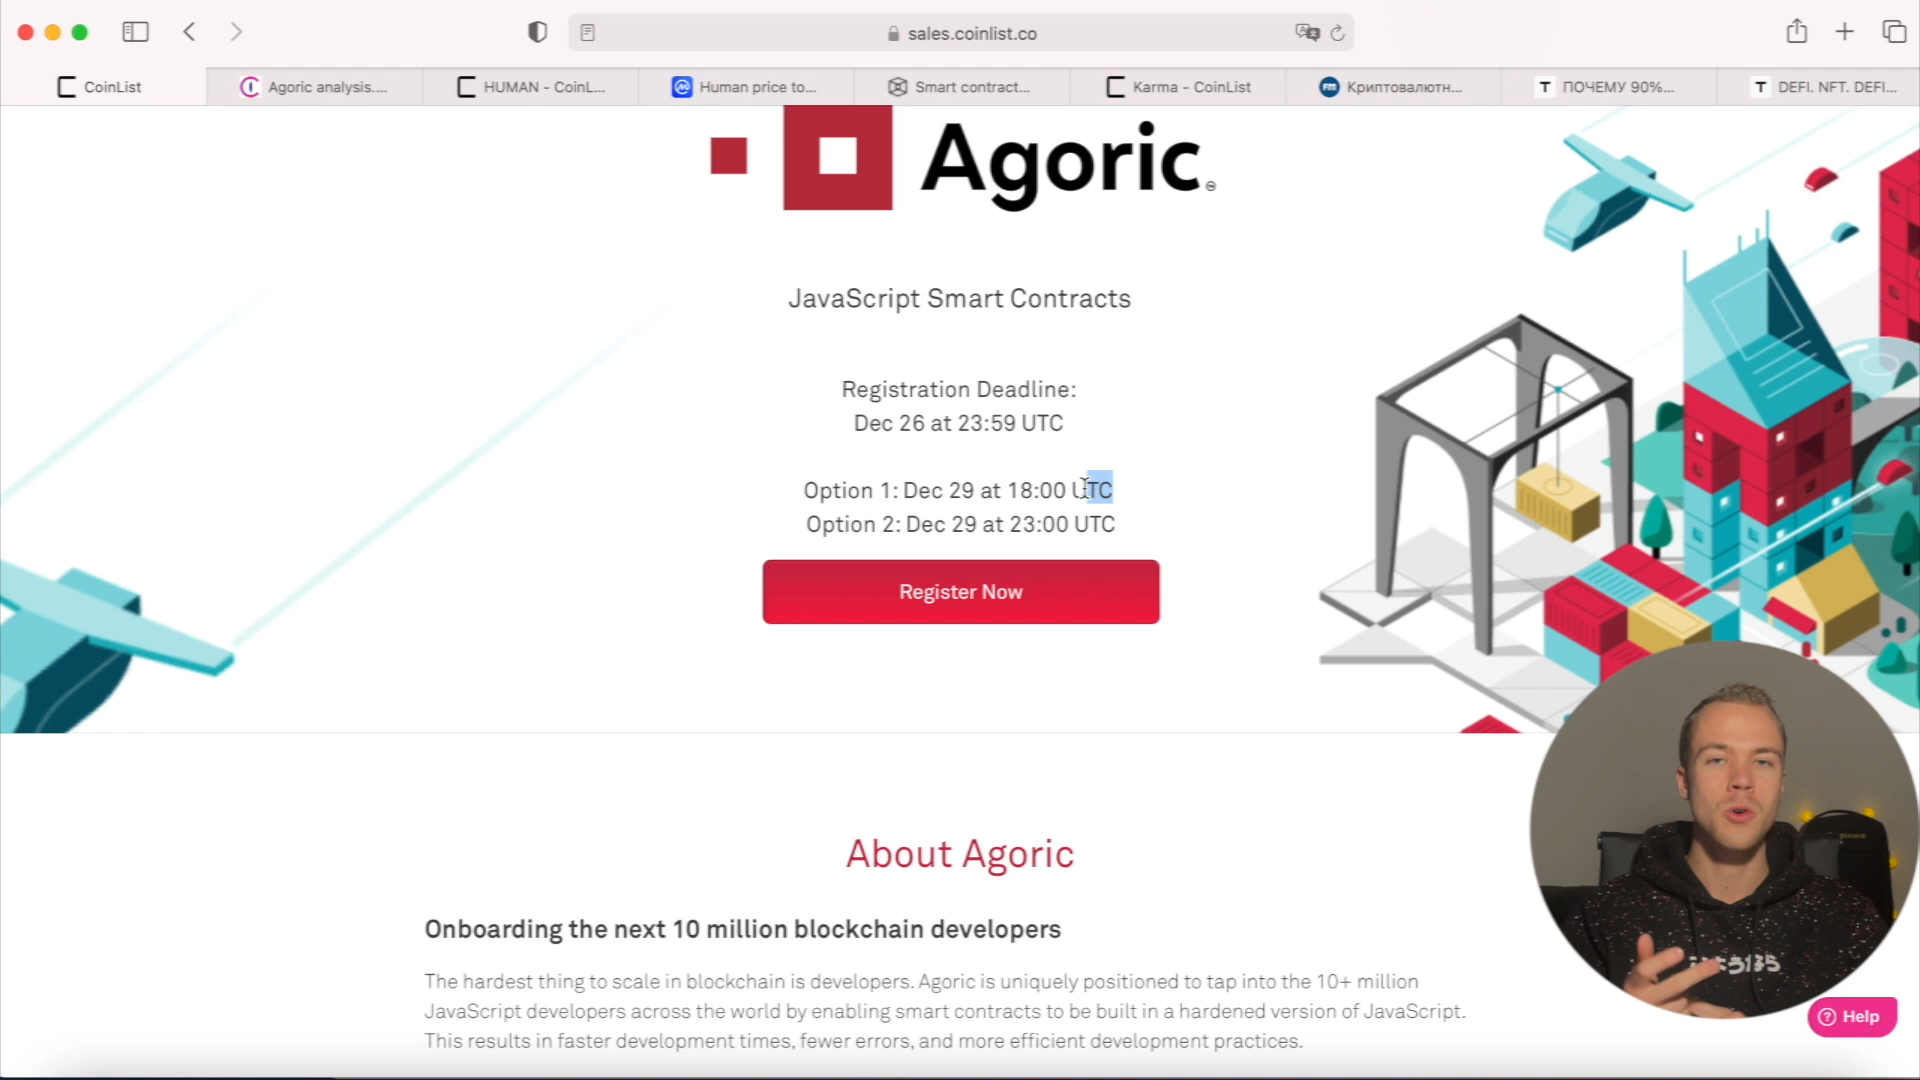 sales.coinlist.co
CoinList
Agoric analysis....
HUMAN - CoinL...
Human price to...
Smart contract...
Karma - CoinList
Криптовалютн...
ПОЧЕМУ 90%...
DEFI. NFT. DEFI...
Agoric
JavaScript Smart Contracts
Registration Deadline:
Dec 26 at 23:59 UTC
Option 1: Dec 29 at 18:00 UTC
Option 2: Dec 29 at 23:00 UTC
Register Now
About Agoric
Onboarding the next 10 million blockchain developers
The hardest thing to scale in blockchain is developers. Agoric is uniquely positioned to tap into the 10+ million
JavaScript developers across the world by enabling smart contracts to be built in a hardened version of JavaScript.
This results in faster development times, fewer errors, and more efficient development practices.
Help